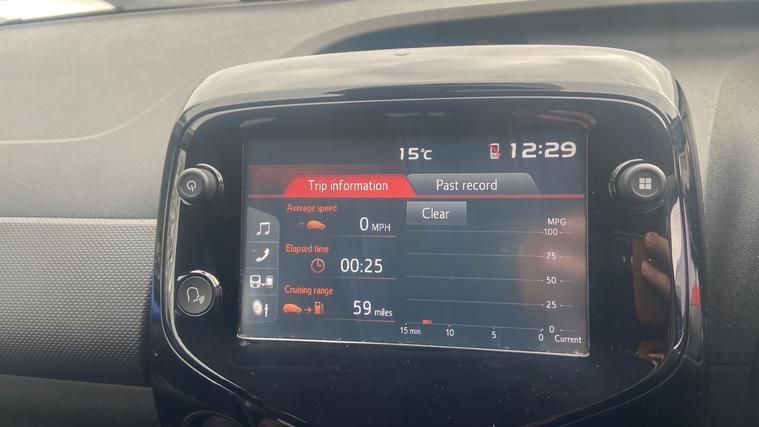 15°C 12:29
Trip information Past record
Average speed
0 MPH
Clear
MPG
100
75
50
25
0
Elapsed time
00:25
Cruising range
59 miles
15 min 10 5 0
Current